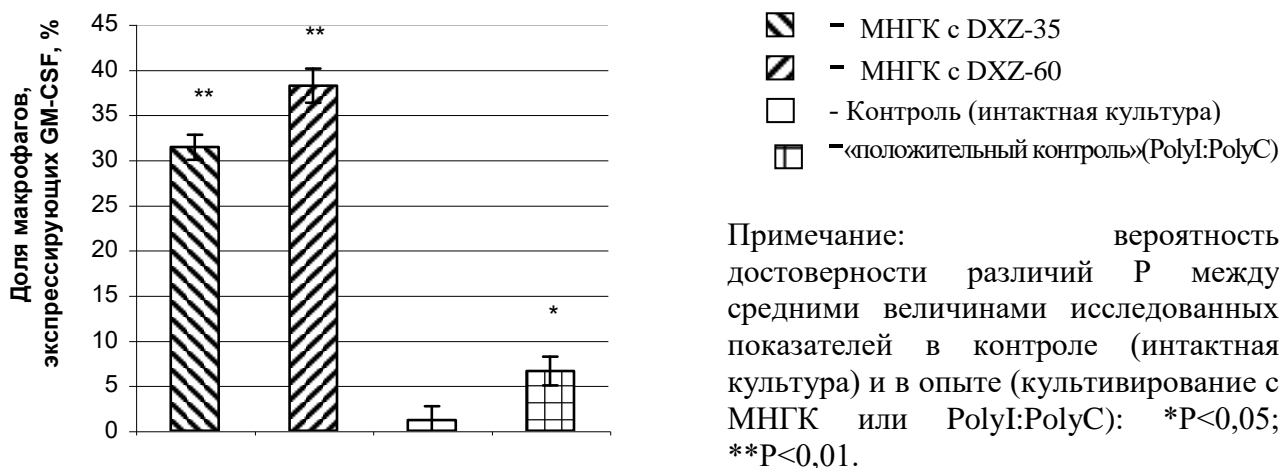 Доля макрофагов,
экспрессирующих GM-CSF, %
45
40
35
30
25
20
15
10
5
0
**
**
*
- МНГК с DXZ-35
- МНГК с DXZ-60
- Контроль (интактная культура)
-«положительный контроль»(PolyI:PolyC)
Примечание: вероятность
достоверности различий Р между
средними величинами исследованных
показателей в контроле (интактная
культура) и в опыте (культивирование с
МНГК или PolyI:PolyC): *P<0,05;
**P<0,01.